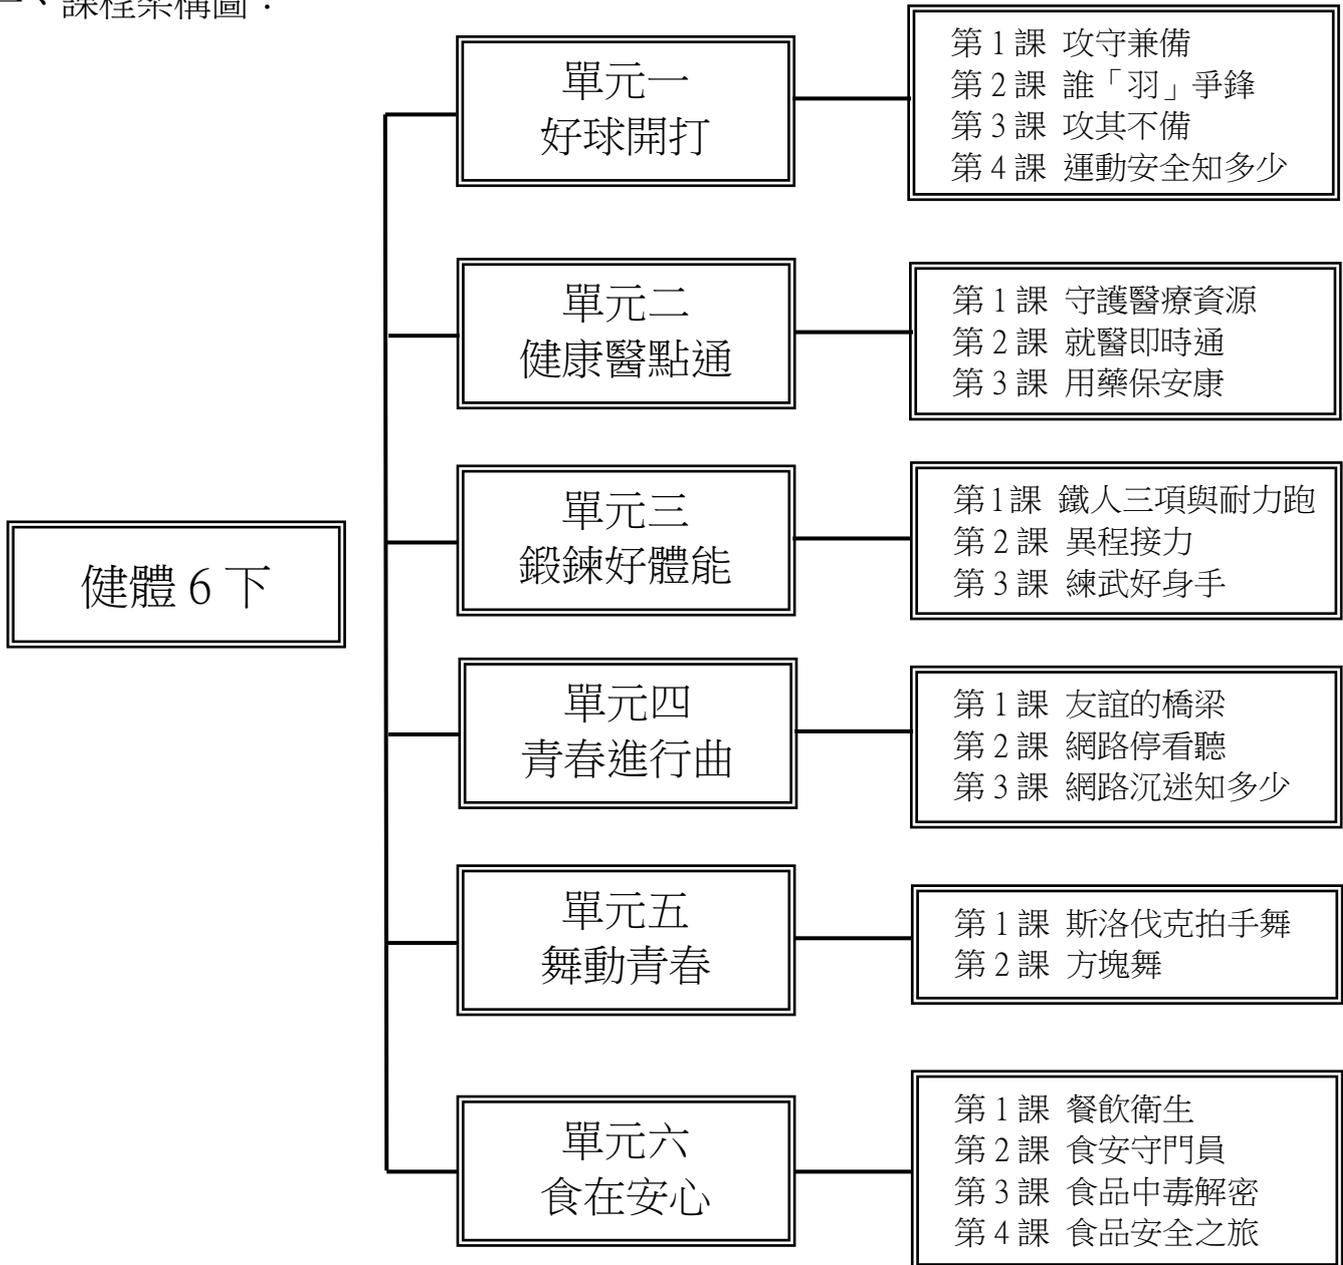 一、課程架構圖：
單元一
好球開打
第 1 課 攻守兼備
第 2 課 誰「羽」爭鋒
第 3 課 攻其不備
第 4 課 運動安全知多少
單元二
健康醫點通
第 1 課 守護醫療資源
第 2 課 就醫即時通
第 3 課 用藥保安康
單元三
鍛鍊好體能
第1課 鐵人三項與耐力跑
第 2 課 異程接力
第 3 課 練武好身手
健體 6 下
單元四
青春進行曲
第 1 課 友誼的橋梁
第 2 課 網路停看聽
第 3 課 網路沉迷知多少
單元五
舞動青春
第 1 課 斯洛伐克拍手舞
第 2 課 方塊舞
單元六
食在安心
第 1 課 餐飲衛生
第 2 課 食安守門員
第 3 課 食品中毒解密
第 4 課 食品安全之旅